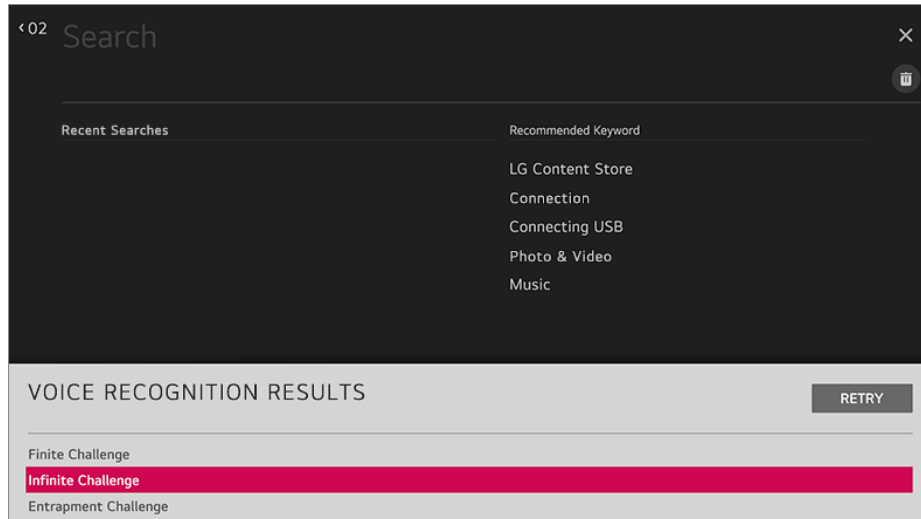 ‹02 Search
Recent Searches
Recommended Keyword
LG Content Store
Connection
Connecting USB
Photo & Video
Music
VOICE RECOGNITION RESULTS
RETRY
Finite Challenge
Infinite Challenge
Entrapment Challenge